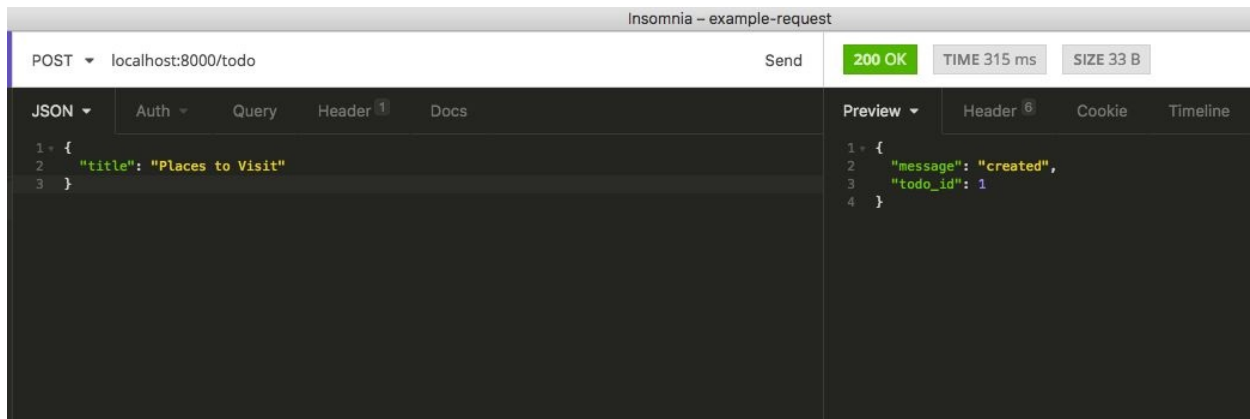 Insomnia – example-request
POST localhost:8000/todo Send 200 OK TIME 315 ms SIZE 33 B
JSON Auth Query Header 1 Docs Preview Header 6 Cookie Timeline
1 {
2 "title": "Places to Visit"
3 }
1 {
2 "message": "created",
3 "todo_id": 1
4 }